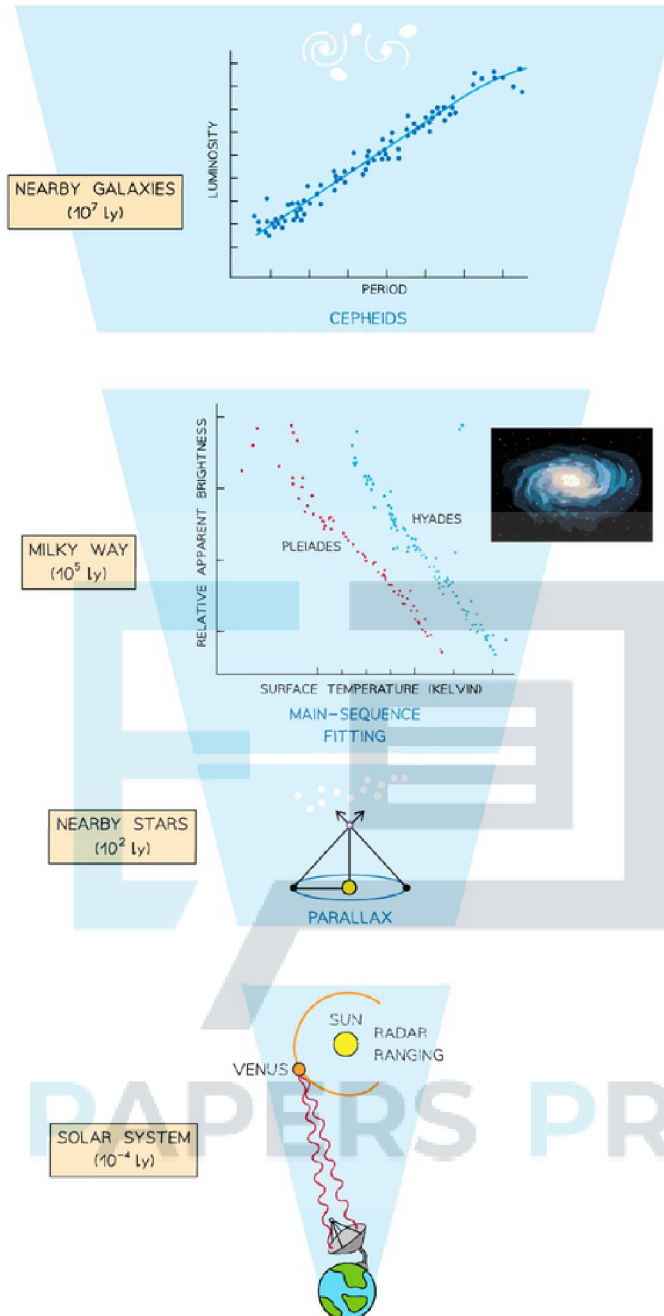 LUMINOSITY
NEARBY GALAXIES
(10⁷ ly)
PERIOD
CEPHEIDS
RELATIVE APPARENT BRIGHTNESS
HYADES
PLEIADES
MILKY WAY
(10⁵ ly)
SURFACE TEMPERATURE (KELVIN)
MAIN-SEQUENCE
FITTING
NEARBY STARS
(10² ly)
PARALLAX
SUN
RADAR
RANGING
VENUS
PAPERS PR
SOLAR SYSTEM
(10⁻⁴ ly)